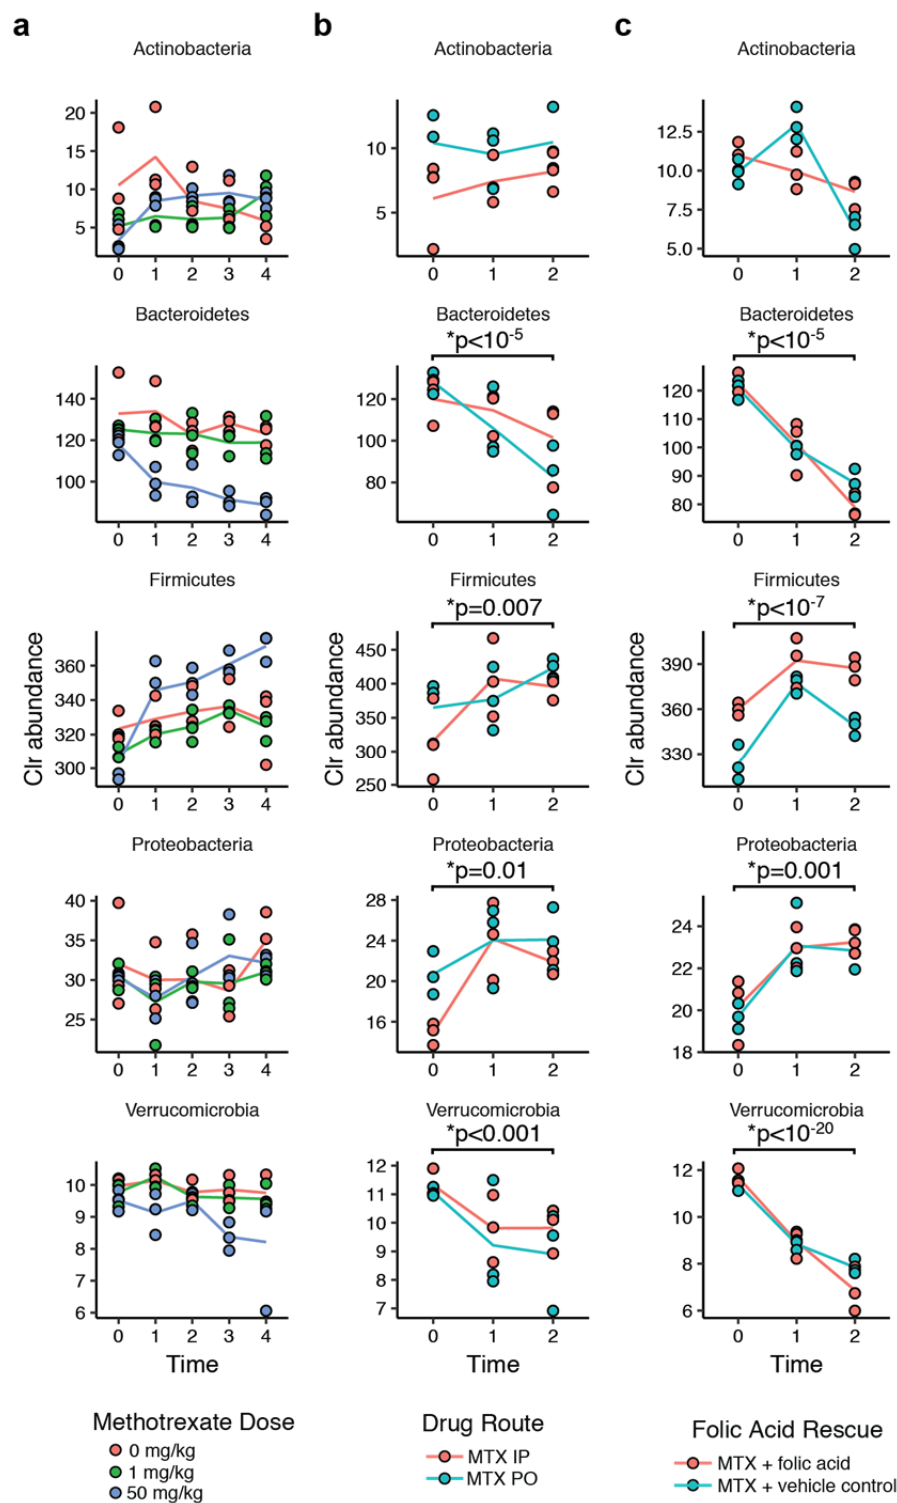 a
b
c
Actinobacteria
Actinobacteria
Actinobacteria
20
15
10
5
0 1 2 3 4
10
5
0 1 2
12.5
10.0
7.5
5.0
0 1 2
Bacteroidetes
Bacteroidetes
*p<10-5
Bacteroidetes
*p<10-5
140
120
100
0 1 2 3 4
120
100
80
0 1 2
120
110
100
90
80
0 1 2
Firmicutes
Firmicutes
*p=0.007
Firmicutes
*p<10-7
Clr abundance
360
340
320
300
0 1 2 3 4
Clr abundance
450
400
350
300
250
0 1 2
Clr abundance
390
360
330
0 1 2
Proteobacteria
Proteobacteria
*p=0.01
Proteobacteria
*p=0.001
40
35
30
25
0 1 2 3 4
28
24
20
16
0 1 2
24
22
20
18
0 1 2
Verrucomicrobia
Verrucomicrobia
*p<0.001
Verrucomicrobia
*p<10-20
10
9
8
7
6
0 1 2 3 4
Time
12
11
10
9
8
7
0 1 2
Time
12
10
8
6
0 1 2
Time
Methotrexate Dose
0 mg/kg
1 mg/kg
50 mg/kg
Drug Route
MTX IP
MTX PO
Folic Acid Rescue
MTX + folic acid
MTX + vehicle control